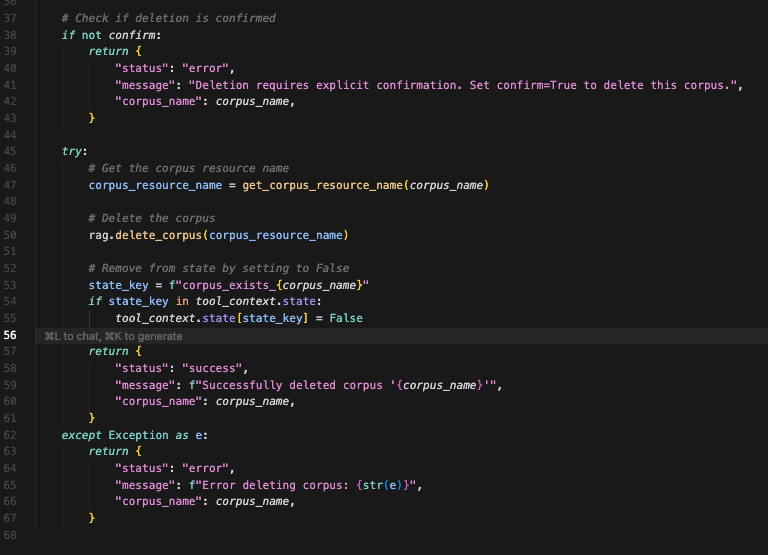 36
37 # Check if deletion is confirmed
38 if not confirm:
39 return {
40 "status": "error",
41 "message": "Deletion requires explicit confirmation. Set confirm=True to delete this corpus.",
42 "corpus_name": corpus_name,
43 }
44
45 try:
46 # Get the corpus resource name
47 corpus_resource_name = get_corpus_resource_name(corpus_name)
48
49 # Delete the corpus
50 rag.delete_corpus(corpus_resource_name)
51
52 # Remove from state by setting to False
53 state_key = f"corpus_exists_{corpus_name}"
54 if state_key in tool_context.state:
55 tool_context.state[state_key] = False
56 ⌘L to chat, ⌘K to generate
57 return {
58 "status": "success",
59 "message": f"Successfully deleted corpus '{corpus_name}'",
60 "corpus_name": corpus_name,
61 }
62 except Exception as e:
63 return {
64 "status": "error",
65 "message": f"Error deleting corpus: {str(e)}",
66 "corpus_name": corpus_name,
67 }
68